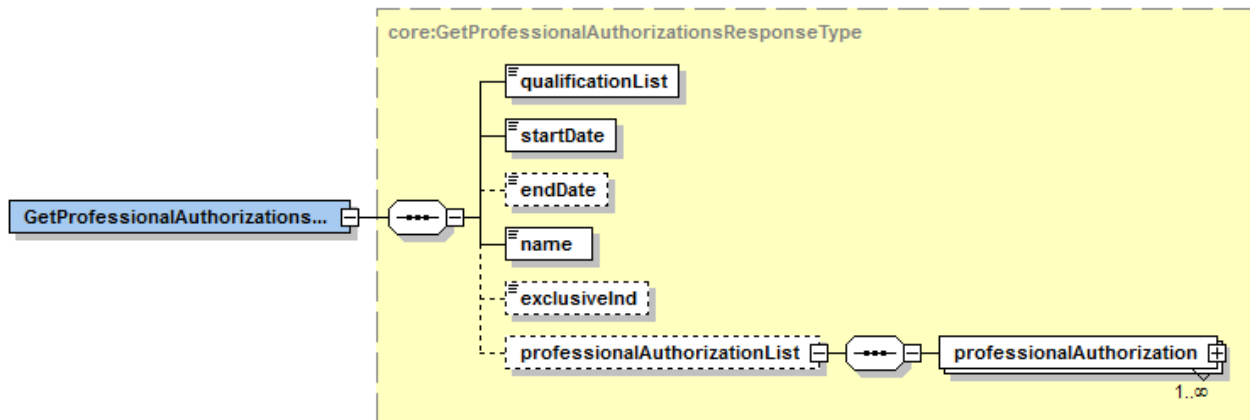 core:GetProfessionalAuthorizationsResponseType
qualificationList
startDate
endDate
GetProfessionalAuthorizations...
name
exclusiveInd
professionalAuthorizationList
professionalAuthorization
1..∞